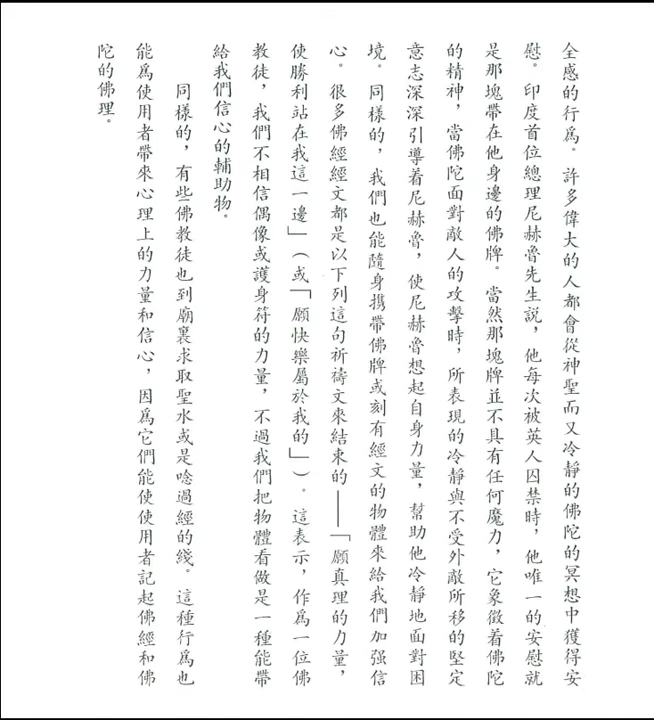 全感的行為。許多偉大的人都會從神聖而又冷靜的佛陀的冥想中獲得安
慰。印度首位總理尼赫魯先生説，他每次被英人囚禁時，他唯一的安慰就
是那塊帶在他身邊的佛牌。當然那塊牌並不具有任何魔力，它象徵着佛陀
的精神，當佛陀面對敵人的攻擊時，所表現的冷靜與不受外敵所移的堅定
意志深深引導着尼赫魯，使尼赫魯想起自身力量，幫助他冷靜地面對困
境。同樣的，我們也能隨身携帶佛牌或刻有經文的物體來給我們加强信
心。很多佛經經文都是以下列這句祈禱文來結束的——「願真理的力量，
使勝利站在我這一邊」（或「願快樂屬於我的」）。這表示，作為一位佛
教徒，我們不相信偶像或護身符的力量，不過我們把物體看做是一種能帶
給我們信心的輔助物。
同樣的，有些佛教徒也到廟裏求取聖水或是唸過經的綫。這種行為也
能為使用者帶來心理上的力量和信心，因為它們能使使用者記起佛經和佛
陀的佛理。